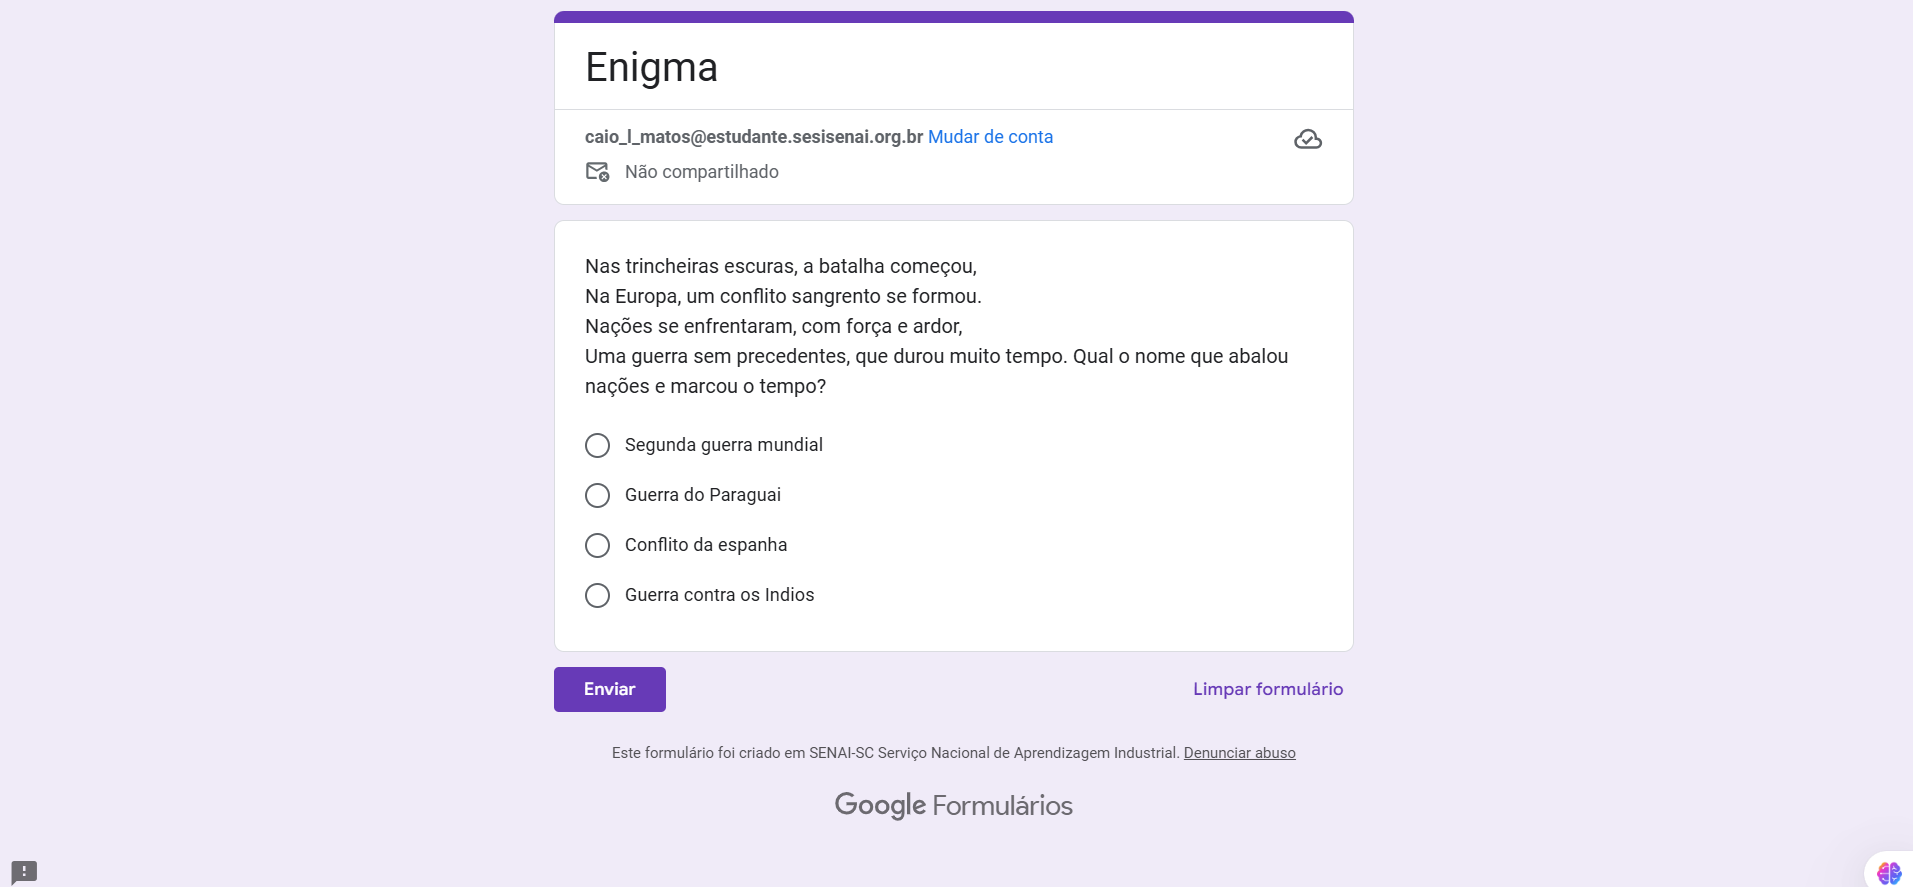 Enigma
caio_l_matos@estudante.sesisenai.org.br Mudar de conta
Não compartilhado
Nas trincheiras escuras, a batalha começou,
Na Europa, um conflito sangrento se formou.
Nações se enfrentaram, com força e ardor,
Uma guerra sem precedentes, que durou muito tempo. Qual o nome que abalou
nações e marcou o tempo?
Segunda guerra mundial
Guerra do Paraguai
Conflito da espanha
Guerra contra os Indios
Enviar
Limpar formulário
Este formulário foi criado em SENAI-SC Serviço Nacional de Aprendizagem Industrial. Denunciar abuso
Google Formulários